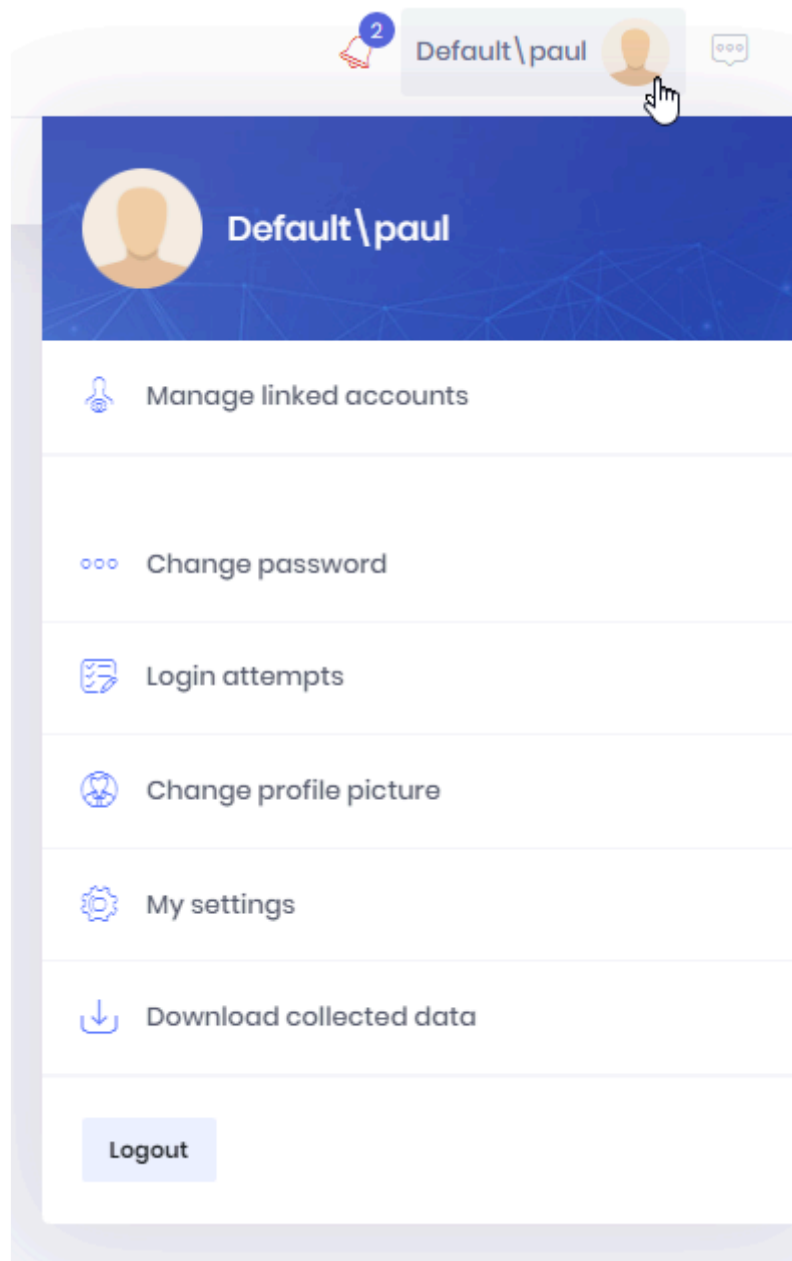 2
Default\paul
Default\paul
Manage linked accounts
Change password
Login attempts
Change profile picture
My settings
Download collected data
Logout